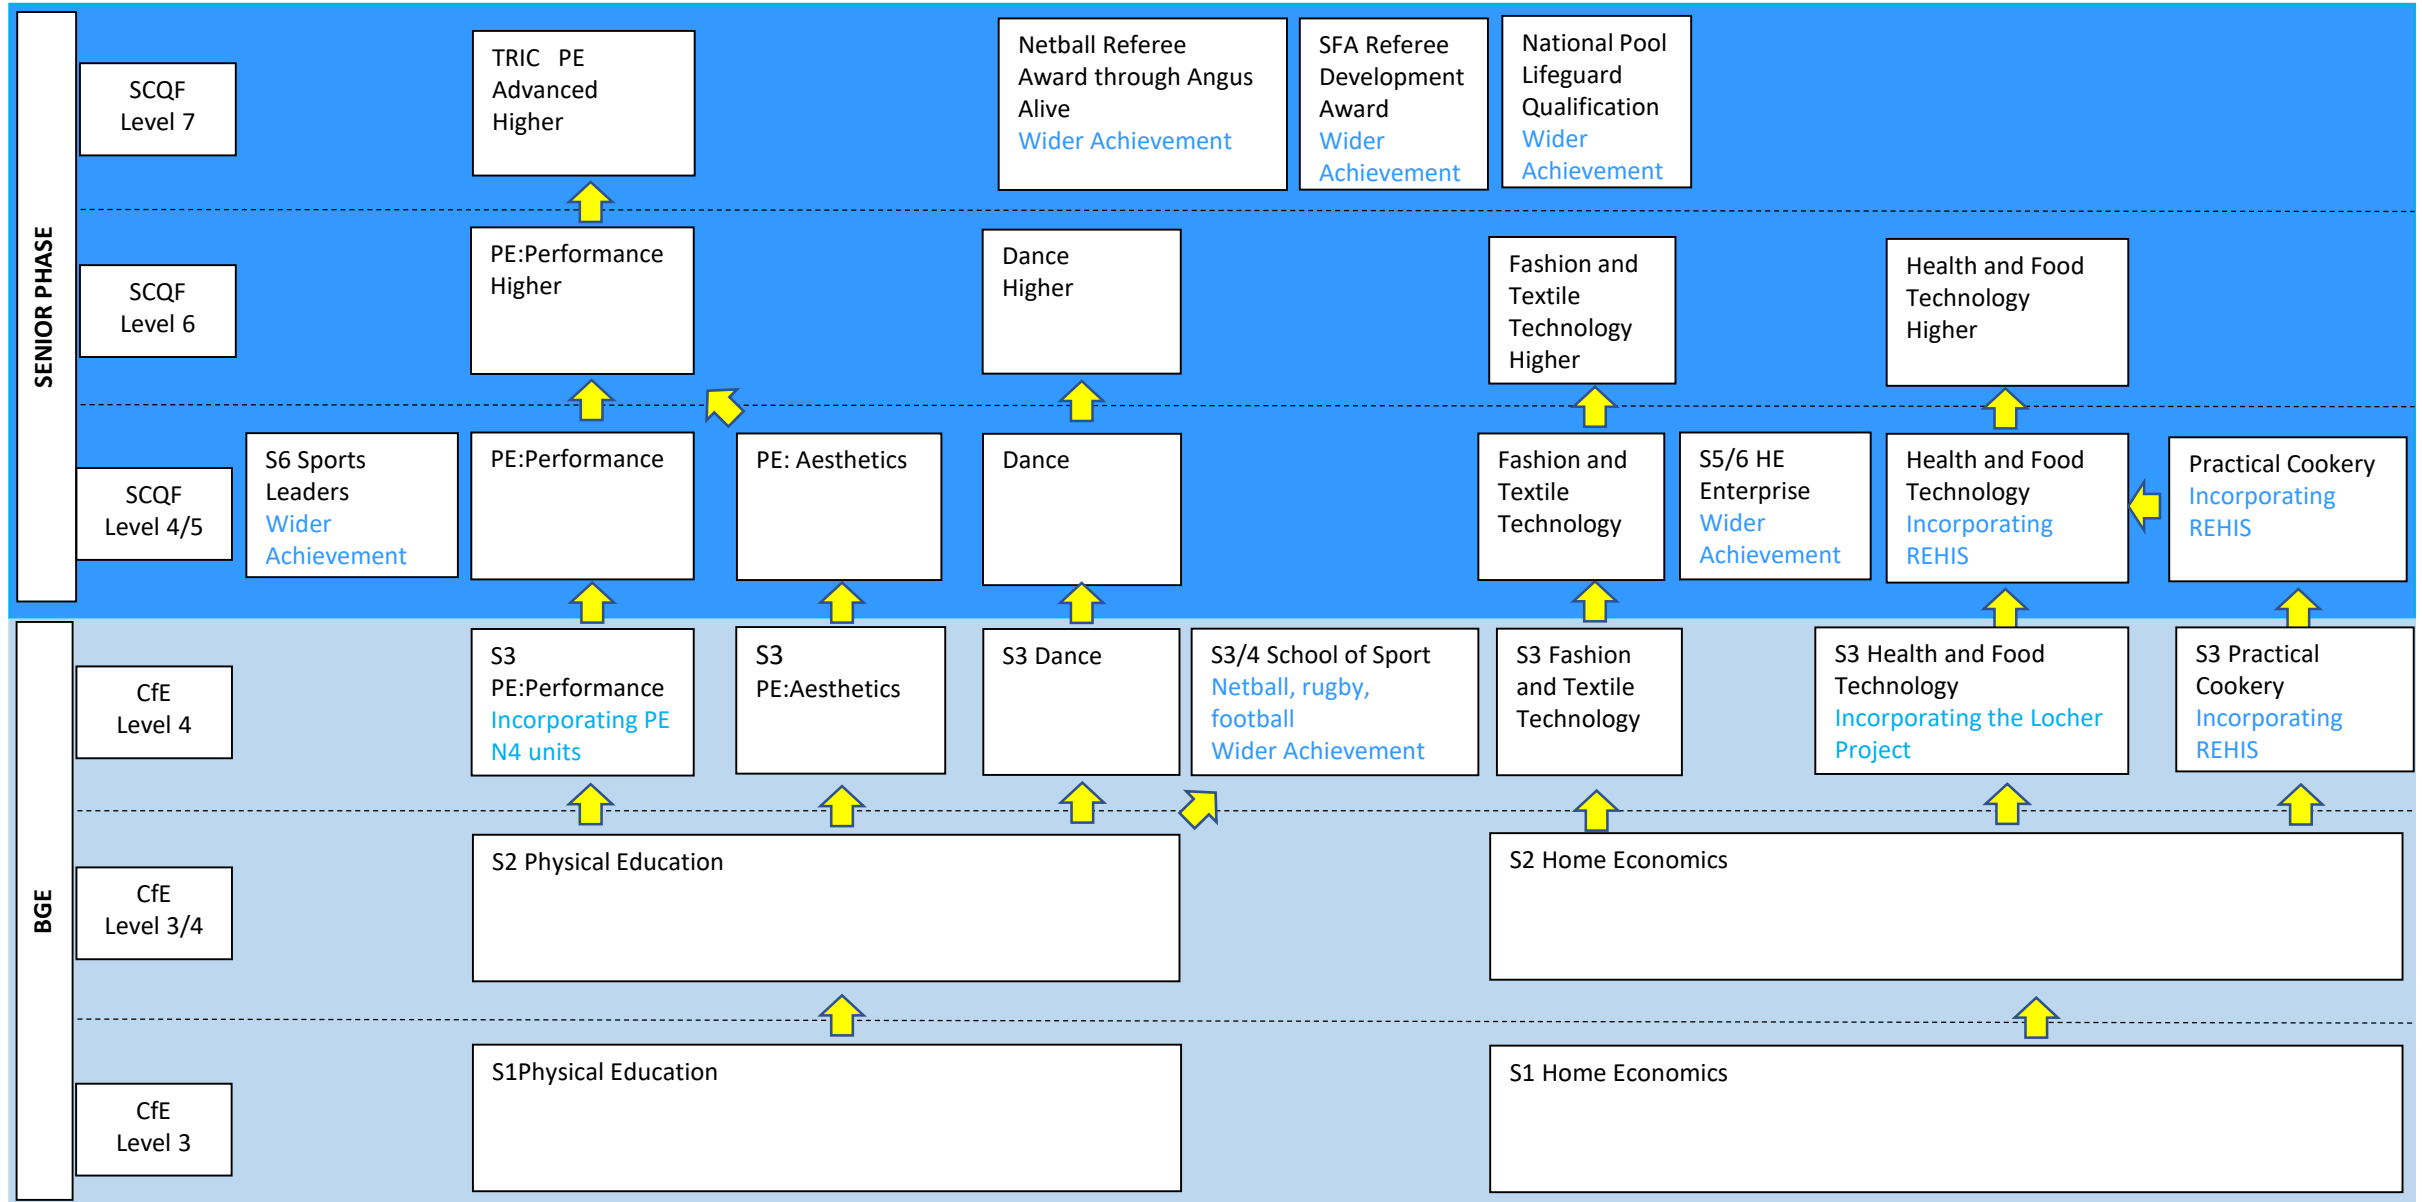 SENIOR PHASE
SCQF
Level 7
TRIC PE
Advanced
Higher
Netball Referee
Award through Angus
Alive
Wider Achievement
SFA Referee
Development
Award
Wider
Achievement
National Pool
Lifeguard
Qualification
Wider
Achievement
SCQF
Level 6
PE:Performance
Higher
Dance
Higher
Fashion and
Textile
Technology
Higher
Health and Food
Technology
Higher
SCQF
Level 4/5
S6 Sports
Leaders
Wider
Achievement
PE:Performance
PE: Aesthetics
Dance
Fashion and
Textile
Technology
S5/6 HE
Enterprise
Wider
Achievement
Health and Food
Technology
Incorporating
REHIS
Practical Cookery
Incorporating
REHIS
BGE
CfE
Level 4
S3
PE:Performance
Incorporating PE
N4 units
S3
PE:Aesthetics
S3 Dance
S3/4 School of Sport
Netball, rugby,
football
Wider Achievement
S3 Fashion
and Textile
Technology
S3 Health and Food
Technology
Incorporating the Locher
Project
S3 Practical
Cookery
Incorporating
REHIS
CfE
Level 3/4
S2 Physical Education
S2 Home Economics
CfE
Level 3
S1Physical Education
S1 Home Economics